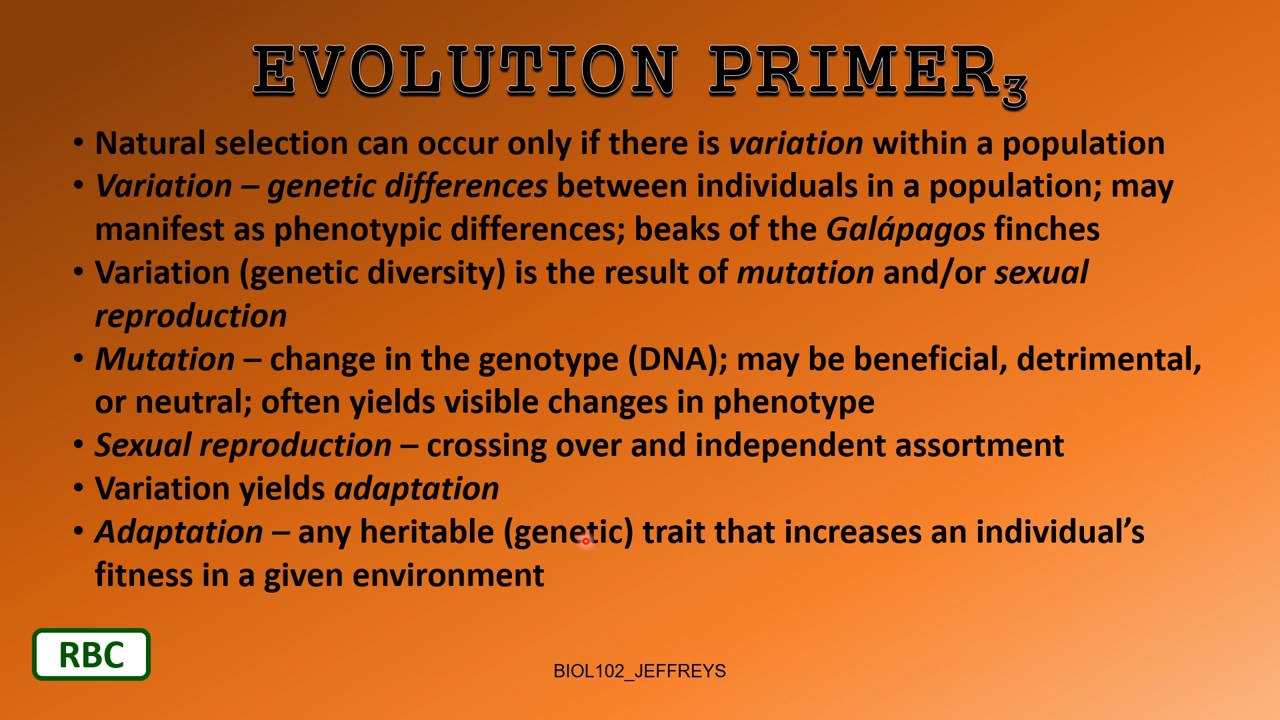 EVOLUTION PRIMER3
• Natural selection can occur only if there is variation within a population
• Variation – genetic differences between individuals in a population; may
manifest as phenotypic differences; beaks of the Galápagos finches
• Variation (genetic diversity) is the result of mutation and/or sexual
reproduction
• Mutation – change in the genotype (DNA); may be beneficial, detrimental,
or neutral; often yields visible changes in phenotype
• Sexual reproduction – crossing over and independent assortment
• Variation yields adaptation
• Adaptation – any heritable (genetic) trait that increases an individual’s
fitness in a given environment
RBC
BIOL102_JEFFREYS